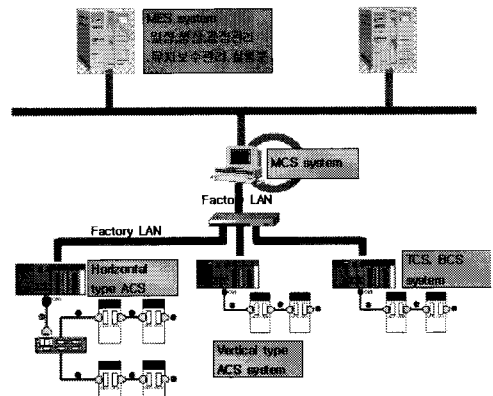 MES system
MCS system
Factory LAN
Factory LAN
Horizontal
type ACS
TCS, BCS
system
Vertical type
ACS system